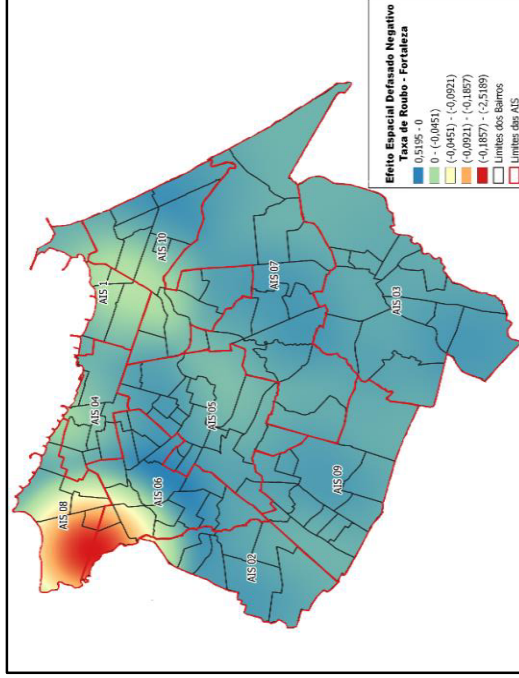 AIS 08
AIS 04
AIS 1
AIS 10
AIS 06
AIS 05
AIS 07
AIS 02
AIS 09
AIS 03
Efeito Espacial Defasado Negativo
Taxa de Roubo - Fortaleza
0,5195 - 0
0 - (-0,0451)
(-0,0451) - (-0,0921)
(-0,0921) - (-0,1857)
(-0,1857) - (-2,5189)
Limites dos Bairros
Limites das AIS